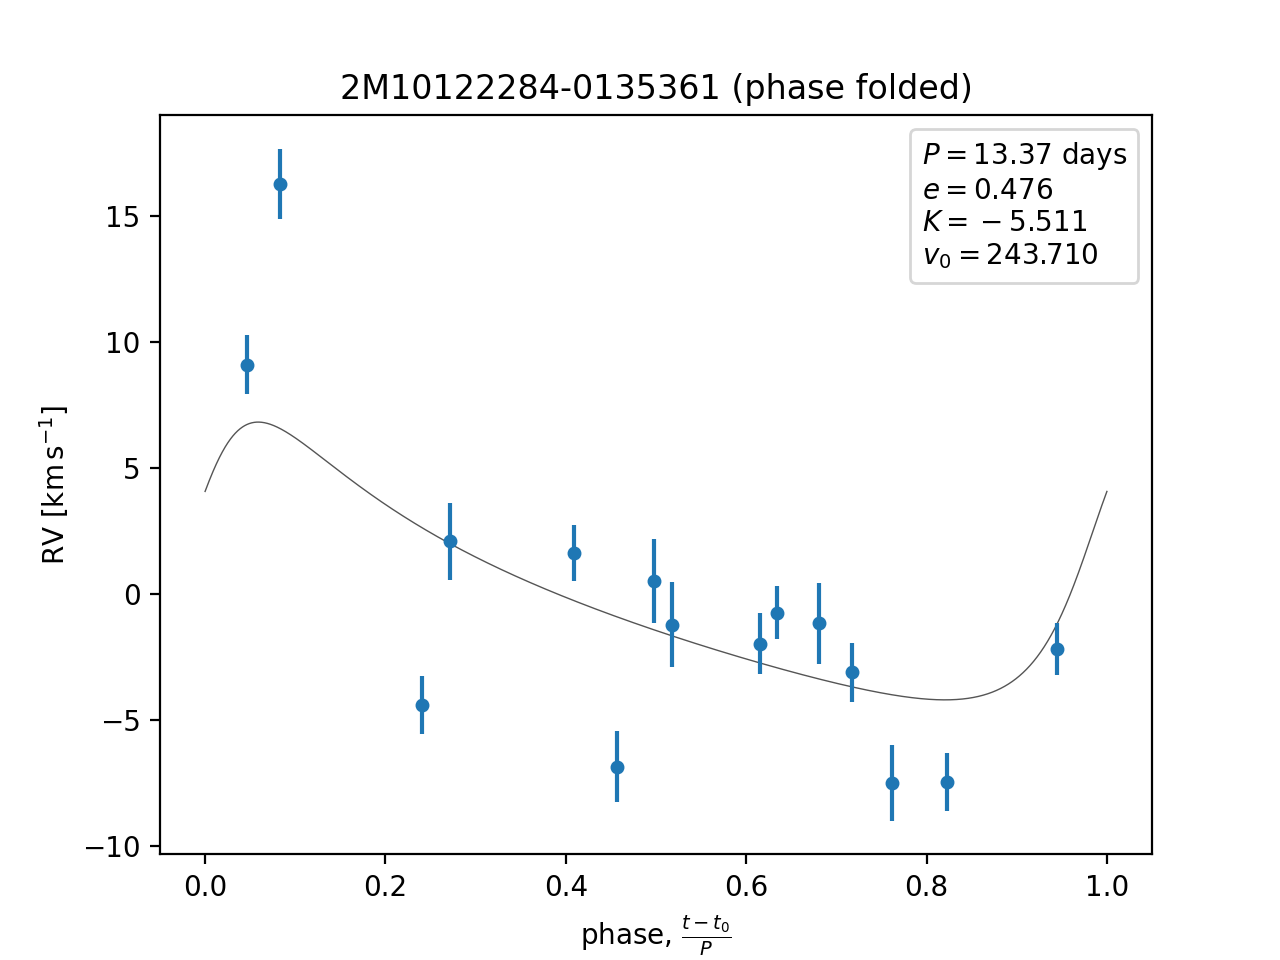 2M10122284-0135361 (phase folded)
P = 13.37 days
e = 0.476
K = −5.511
v₀ = 243.710
RV [km s⁻¹]
15
10
5
0
−5
−10
0.0 0.2 0.4 0.6 0.8 1.0
phase, (t − t₀)/P